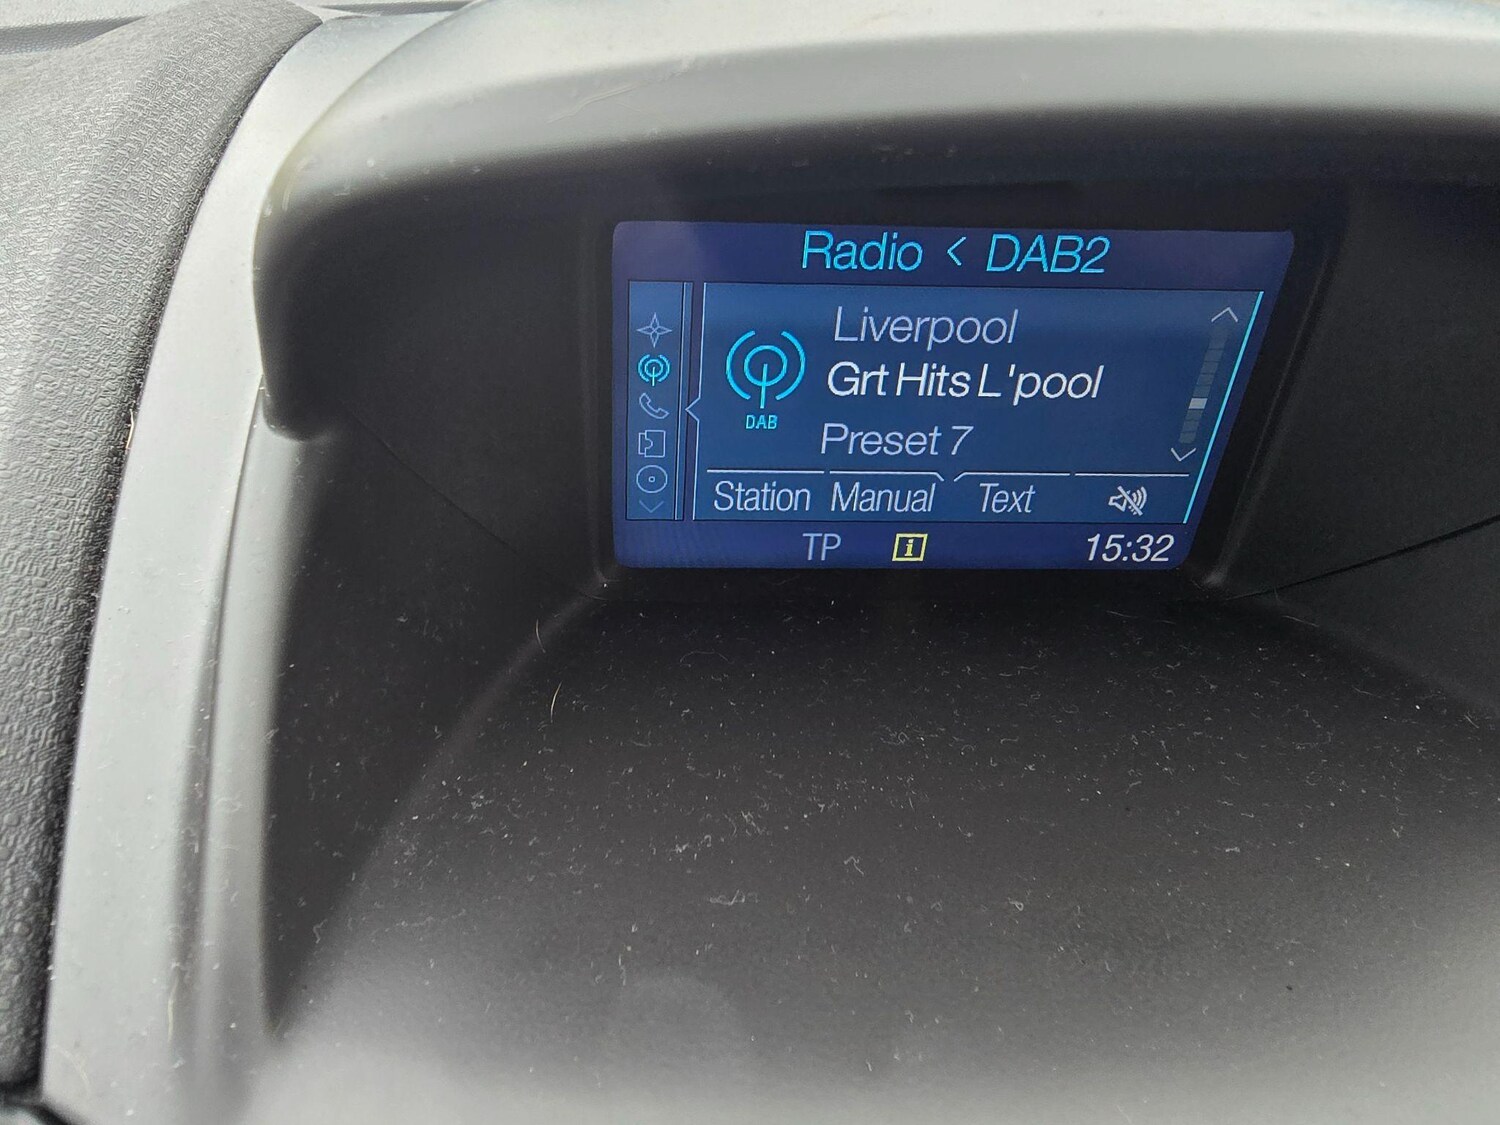 Radio < DAB2
Liverpool
Grt Hits L'pool
DAB
Preset 7
Station Manual Text
TP i 15:32